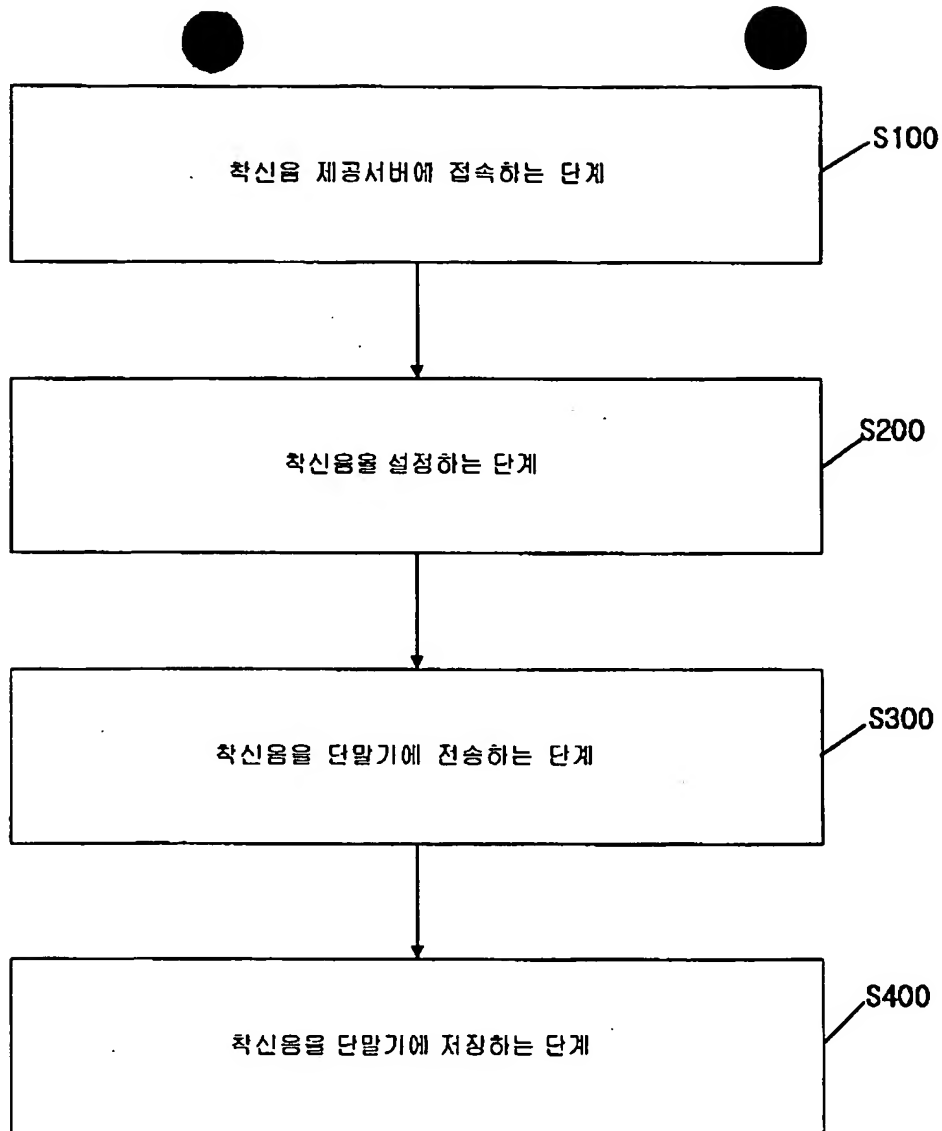 착신음 제공서버에 접속하는 단계
S100
착신음을 설정하는 단계
S200
착신음을 단말기에 전송하는 단계
S300
착신음을 단말기에 저장하는 단계
S400